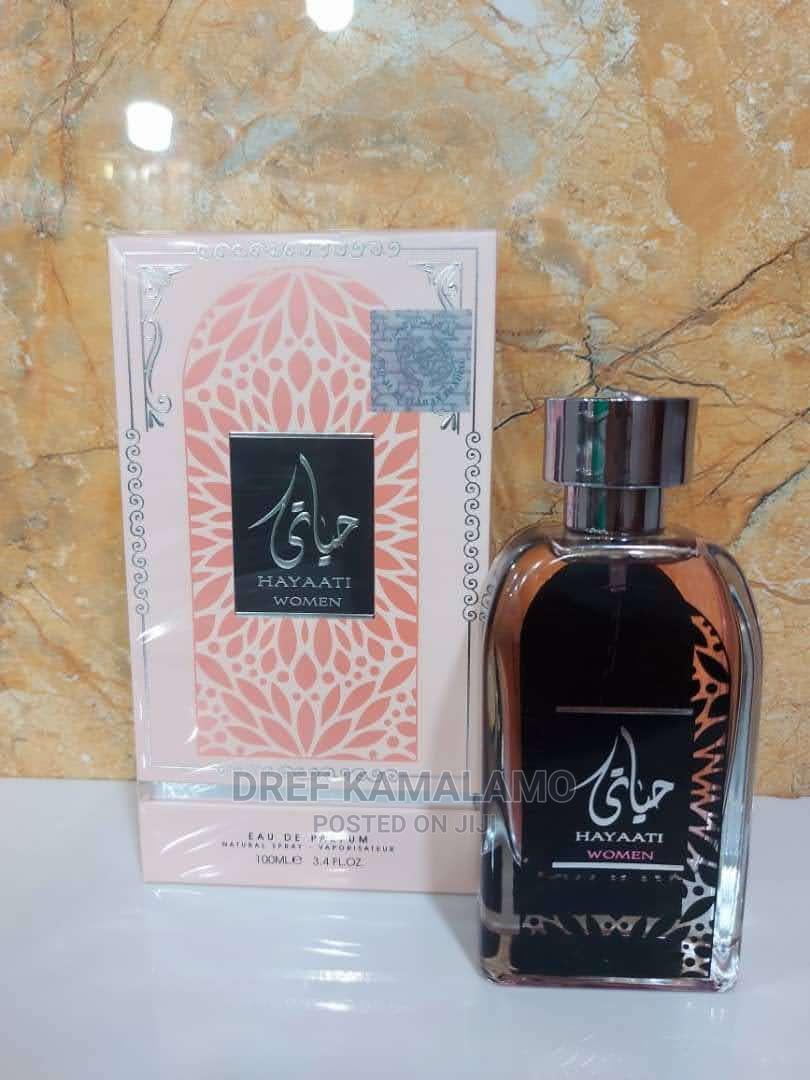 حياتي
HAYAATI
WOMEN
EAU DE PARFUM
NATURAL SPRAY - VAPORISATEUR
100ML℮ 3.4 FL.OZ.
حياتي
HAYAATI
WOMEN
DREF KAMALAMO
POSTED ON JIJI